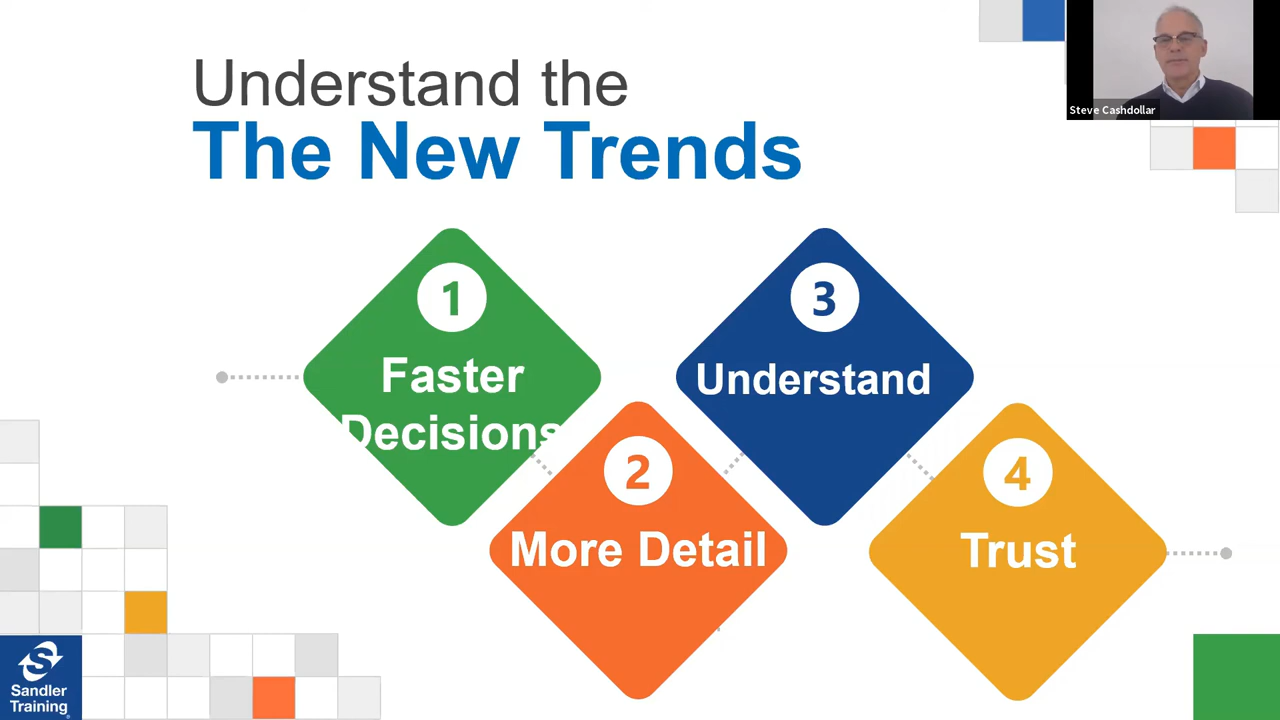 Understand the
The New Trends
Steve Cashdollar
1
Faster
Decisions
2
More Detail
3
Understand
4
Trust
S
Sandler
Training